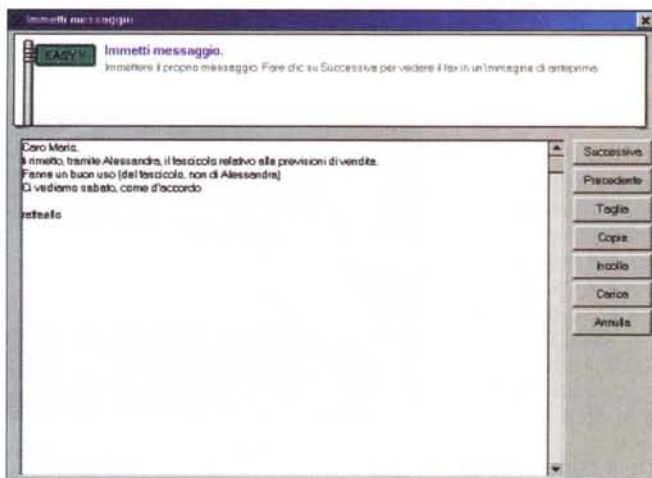 Immetti messaggio
EASY
Immetti messaggio.
Immettere il proprio messaggio. Fare clic su Successiva per vedere il fax in un'immagine di anteprima.
Caro Mario,
ti rimetto, tramite Alessandra, il fascicolo relativo alle previsioni di vendita.
Fanne un buon uso (del fascicolo, non di Alessandra)
Ci vediamo sabato, come d'accordo
raffaello
Successiva
Precedente
Taglia
Copia
Incolla
Carica
Annulla